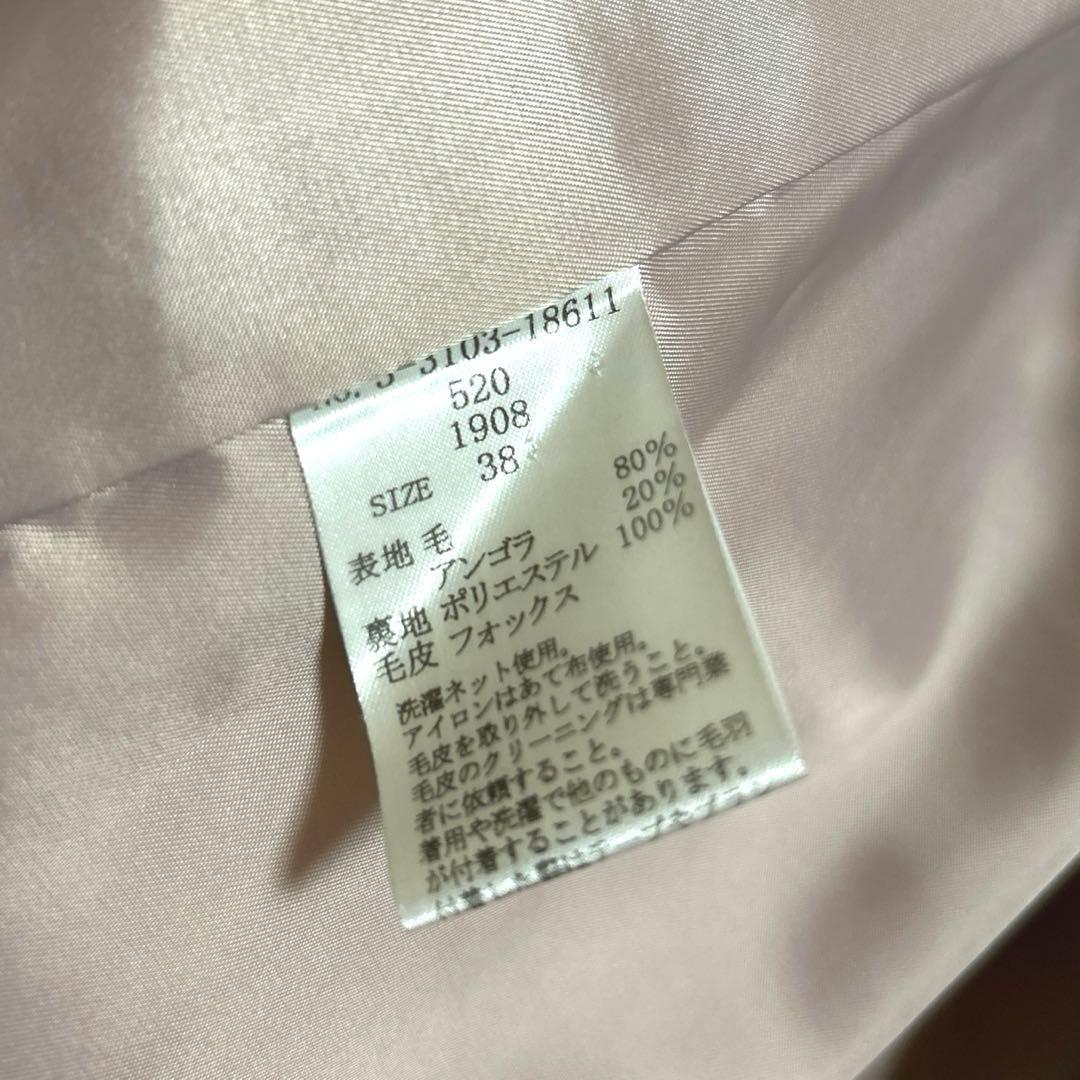 No. 3-3103-18611
520
1908
SIZE 38
表地 毛 80%
アンゴラ 20%
裏地 ポリエステル 100%
毛皮 フォックス
洗濯ネット使用。
アイロンはあて布使用。
毛皮を取り外して洗うこと。
毛皮のクリーニングは専門業
者に依頼すること。
着用や洗濯で他のものに毛羽
が付着することがあります。